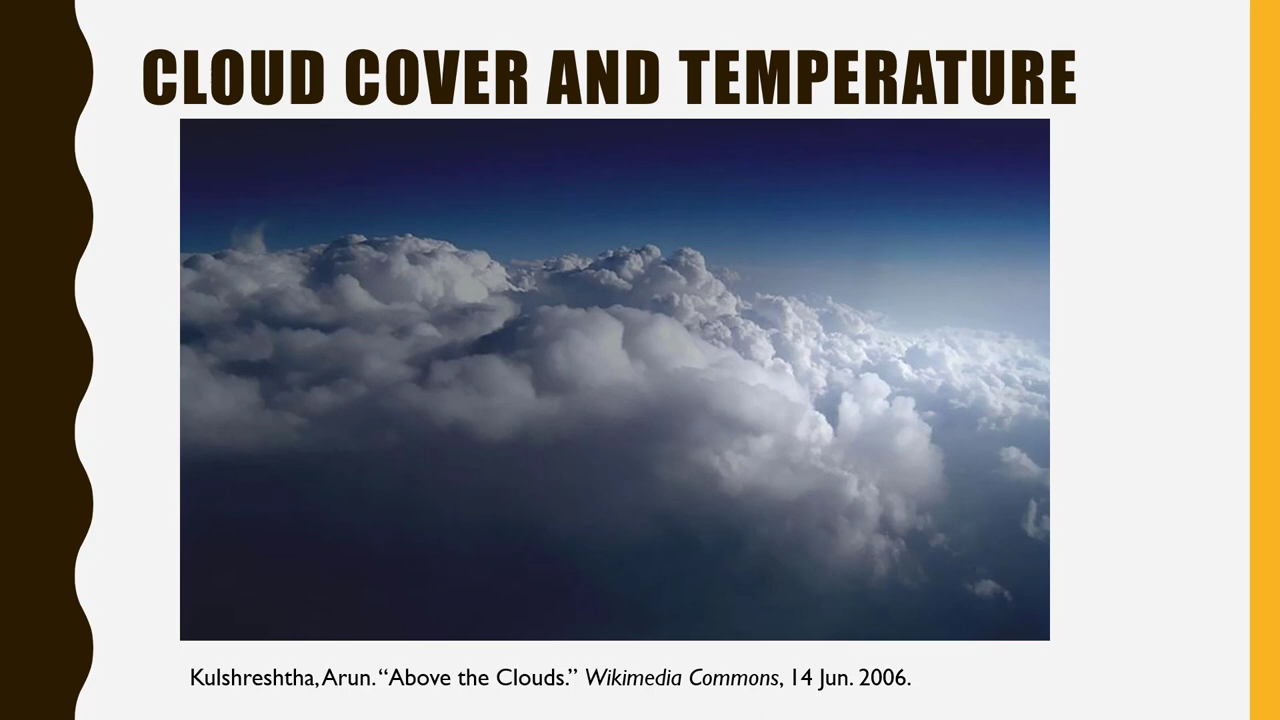 CLOUD COVER AND TEMPERATURE
Kulshreshtha, Arun. “Above the Clouds.” Wikimedia Commons, 14 Jun. 2006.